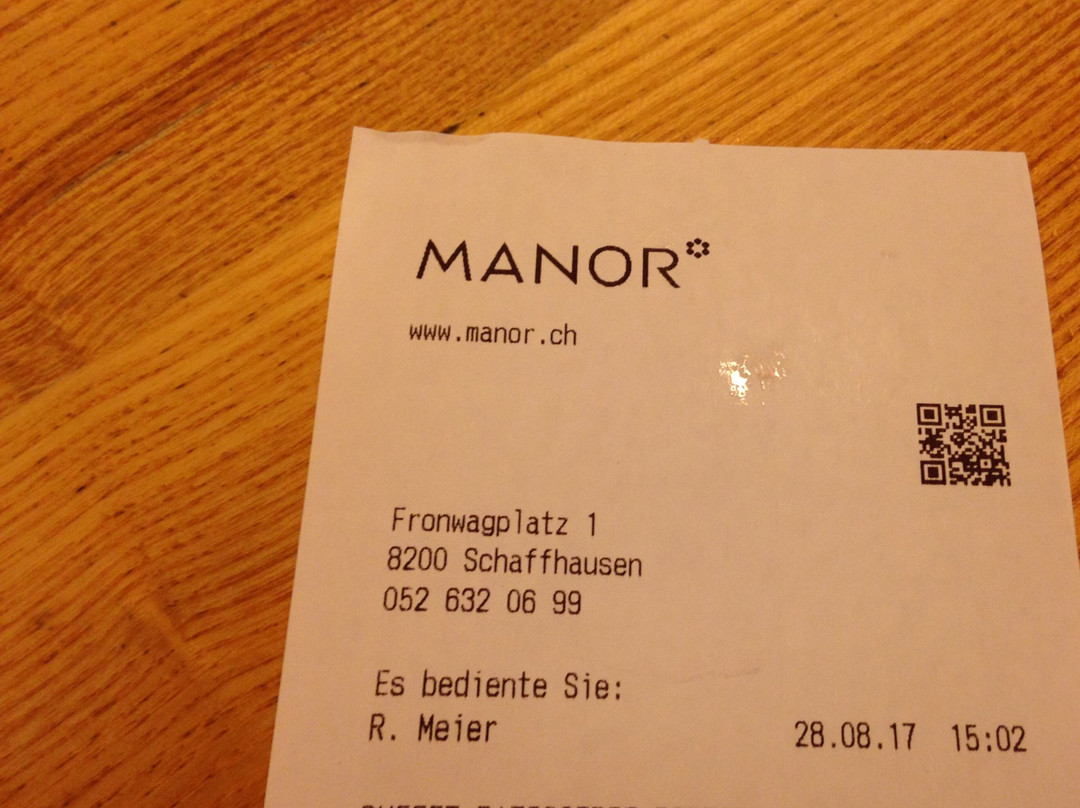 MANOR
www.manor.ch
Fronwagplatz 1
8200 Schaffhausen
052 632 06 99
Es bediente Sie:
R. Meier 28.08.17 15:02